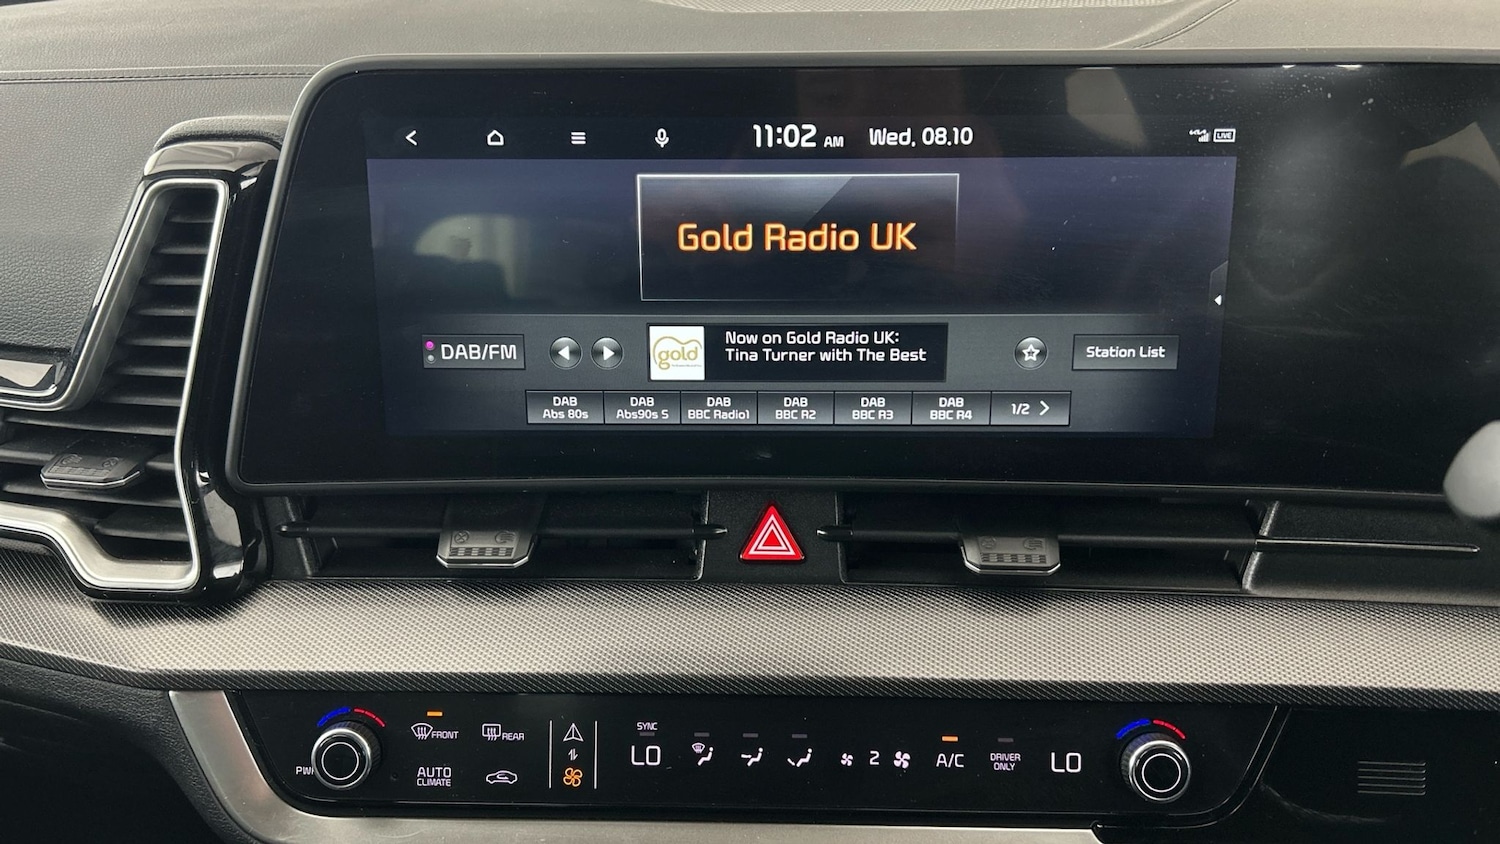 11:02 AM Wed, 08.10
LIVE
Gold Radio UK
DAB/FM
gold
Now on Gold Radio UK:
Tina Turner with The Best
Station List
DAB
Abs 80s
DAB
Abs90s S
DAB
BBC Radio1
DAB
BBC R2
DAB
BBC R3
DAB
BBC R4
1/2
FRONT
REAR
SYNC
LO
2
A/C
DRIVER
ONLY
LO
AUTO
CLIMATE